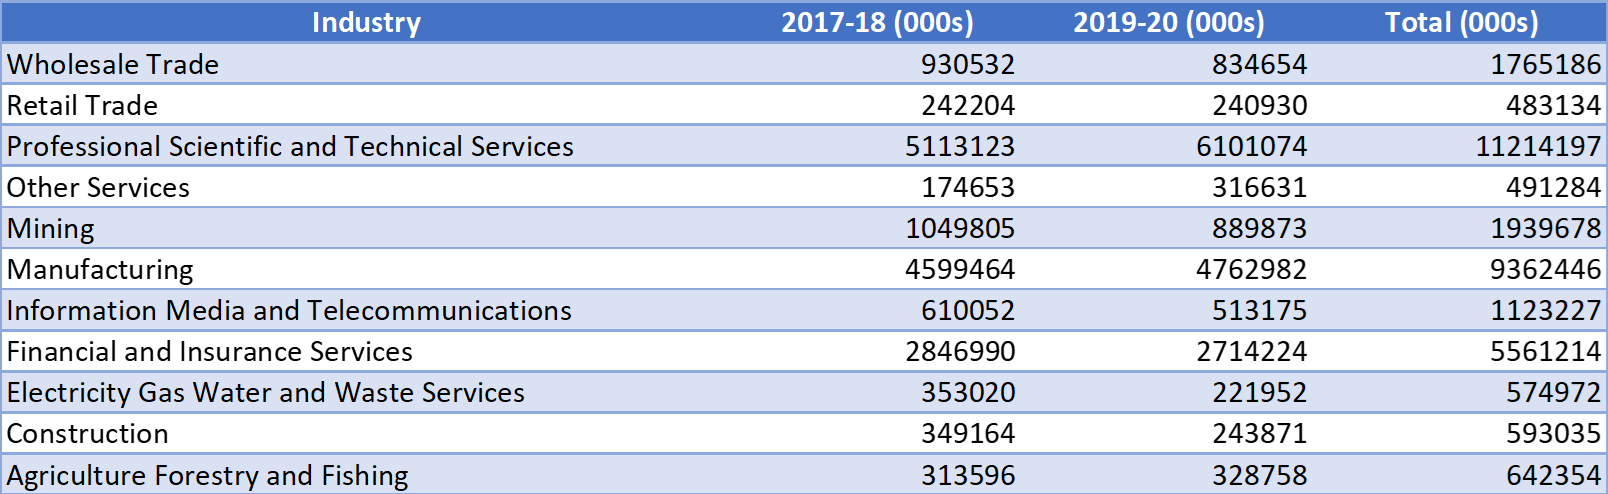 Industry 2017-18 (000s) 2019-20 (000s) Total (000s)
Wholesale Trade 930532 834654 1765186
Retail Trade 242204 240930 483134
Professional Scientific and Technical Services 5113123 6101074 11214197
Other Services 174653 316631 491284
Mining 1049805 889873 1939678
Manufacturing 4599464 4762982 9362446
Information Media and Telecommunications 610052 513175 1123227
Financial and Insurance Services 2846990 2714224 5561214
Electricity Gas Water and Waste Services 353020 221952 574972
Construction 349164 243871 593035
Agriculture Forestry and Fishing 313596 328758 642354